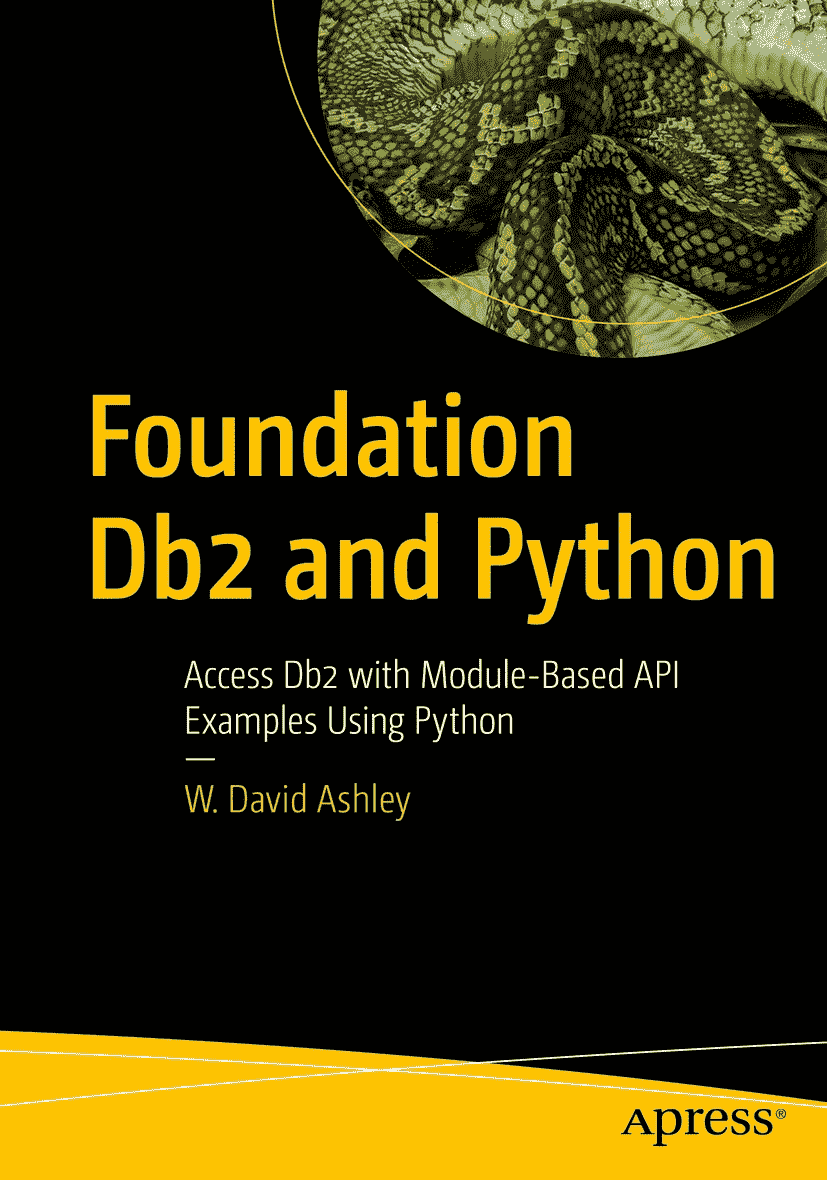 Foundation
Db2 and Python
Access Db2 with Module-Based API
Examples Using Python
—
W. David Ashley
Apress®